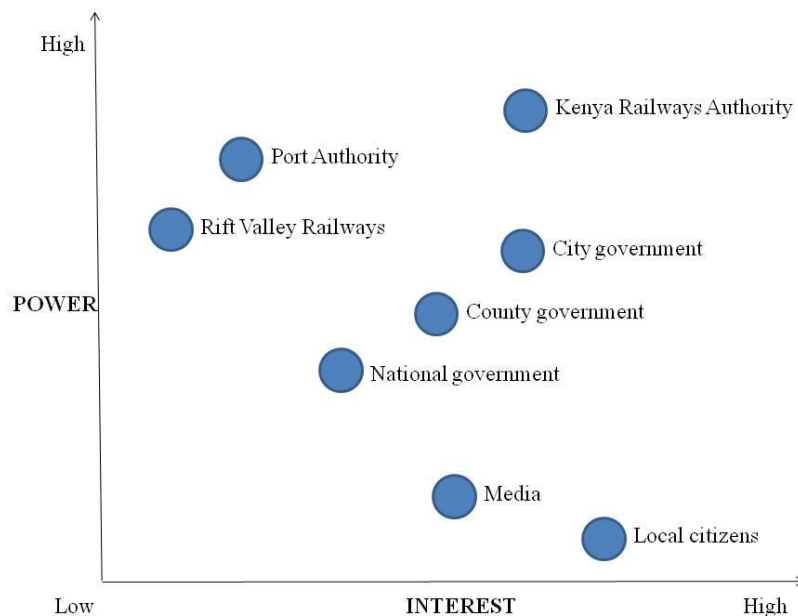 High
Kenya Railways Authority
Port Authority
Rift Valley Railways
City government
POWER
County government
National government
Media
Local citizens
Low
INTEREST
High